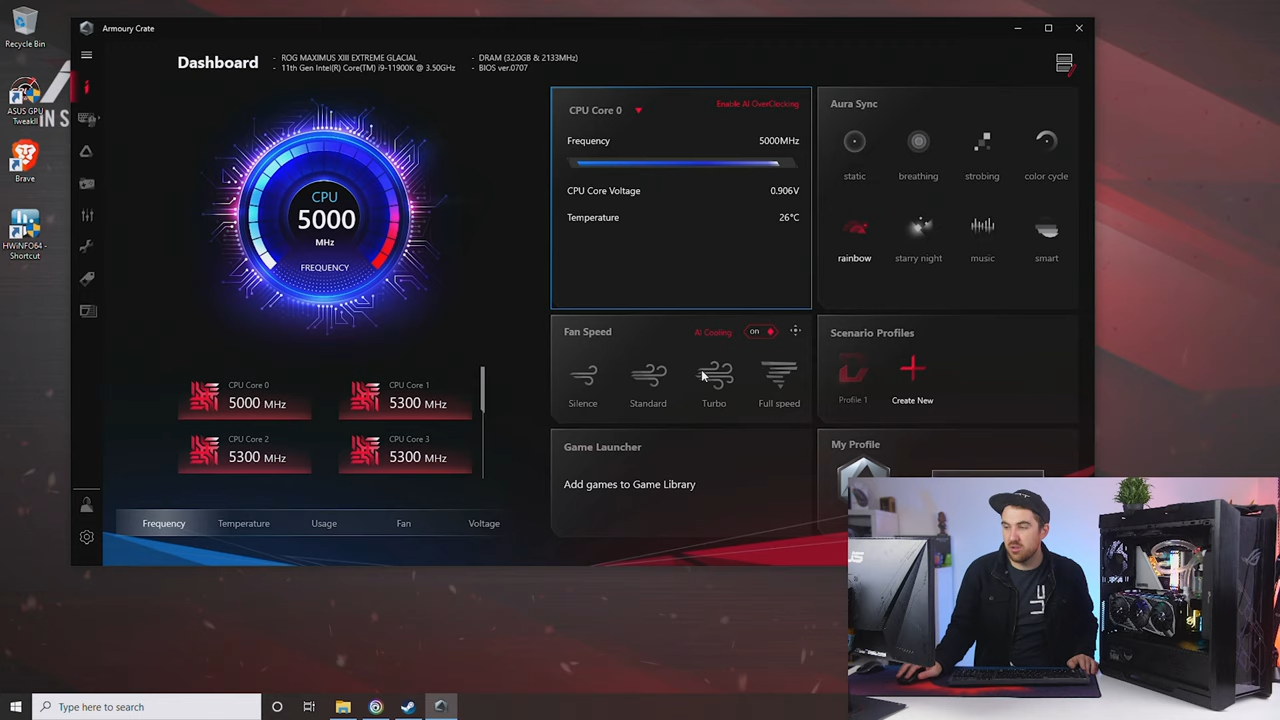 Recycle Bin
ASUS GPU
TweakII
IN S
Brave
HWiNFO64 -
Shortcut
Armoury Crate
Dashboard
- ROG MAXIMUS XIII EXTREME GLACIAL
- 11th Gen Intel(R) Core(TM) i9-11900K @ 3.50GHz
- DRAM (32.0GB & 2133MHz)
- BIOS ver.0707
CPU
5000
MHz
FREQUENCY
CPU Core 0
5000 MHz
CPU Core 1
5300 MHz
CPU Core 2
5300 MHz
CPU Core 3
5300 MHz
Frequency Temperature Usage Fan Voltage
CPU Core 0
Enable AI OverClocking
Frequency 5000MHz
CPU Core Voltage 0.906V
Temperature 26°C
Fan Speed
AI Cooling on
Silence Standard Turbo Full speed
Game Launcher
Add games to Game Library
Aura Sync
static breathing strobing color cycle
rainbow starry night music smart
Scenario Profiles
Profile 1 Create New
My Profile
Type here to search